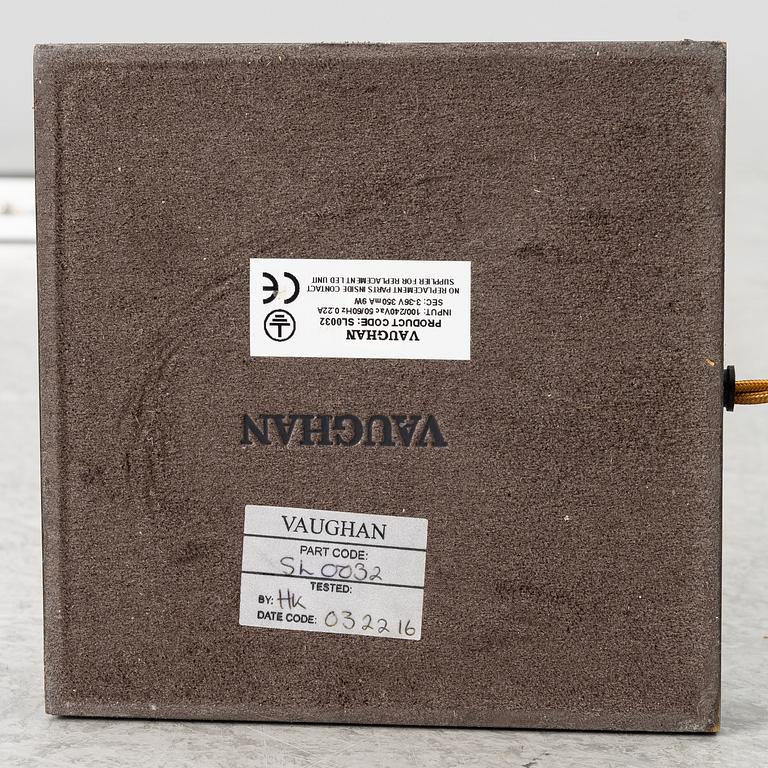 VAUGHAN
PRODUCT CODE: SL0032
INPUT: 100/240Vac 50/60Hz 0.22A
SEC: 3-36V 350mA 9W
NO REPLACEMENT PARTS INSIDE CONTACT
SUPPLIER FOR REPLACEMENT LED UNIT
CE
VAUGHAN
VAUGHAN
PART CODE:
SL0032
TESTED:
BY: HK
DATE CODE: 032216